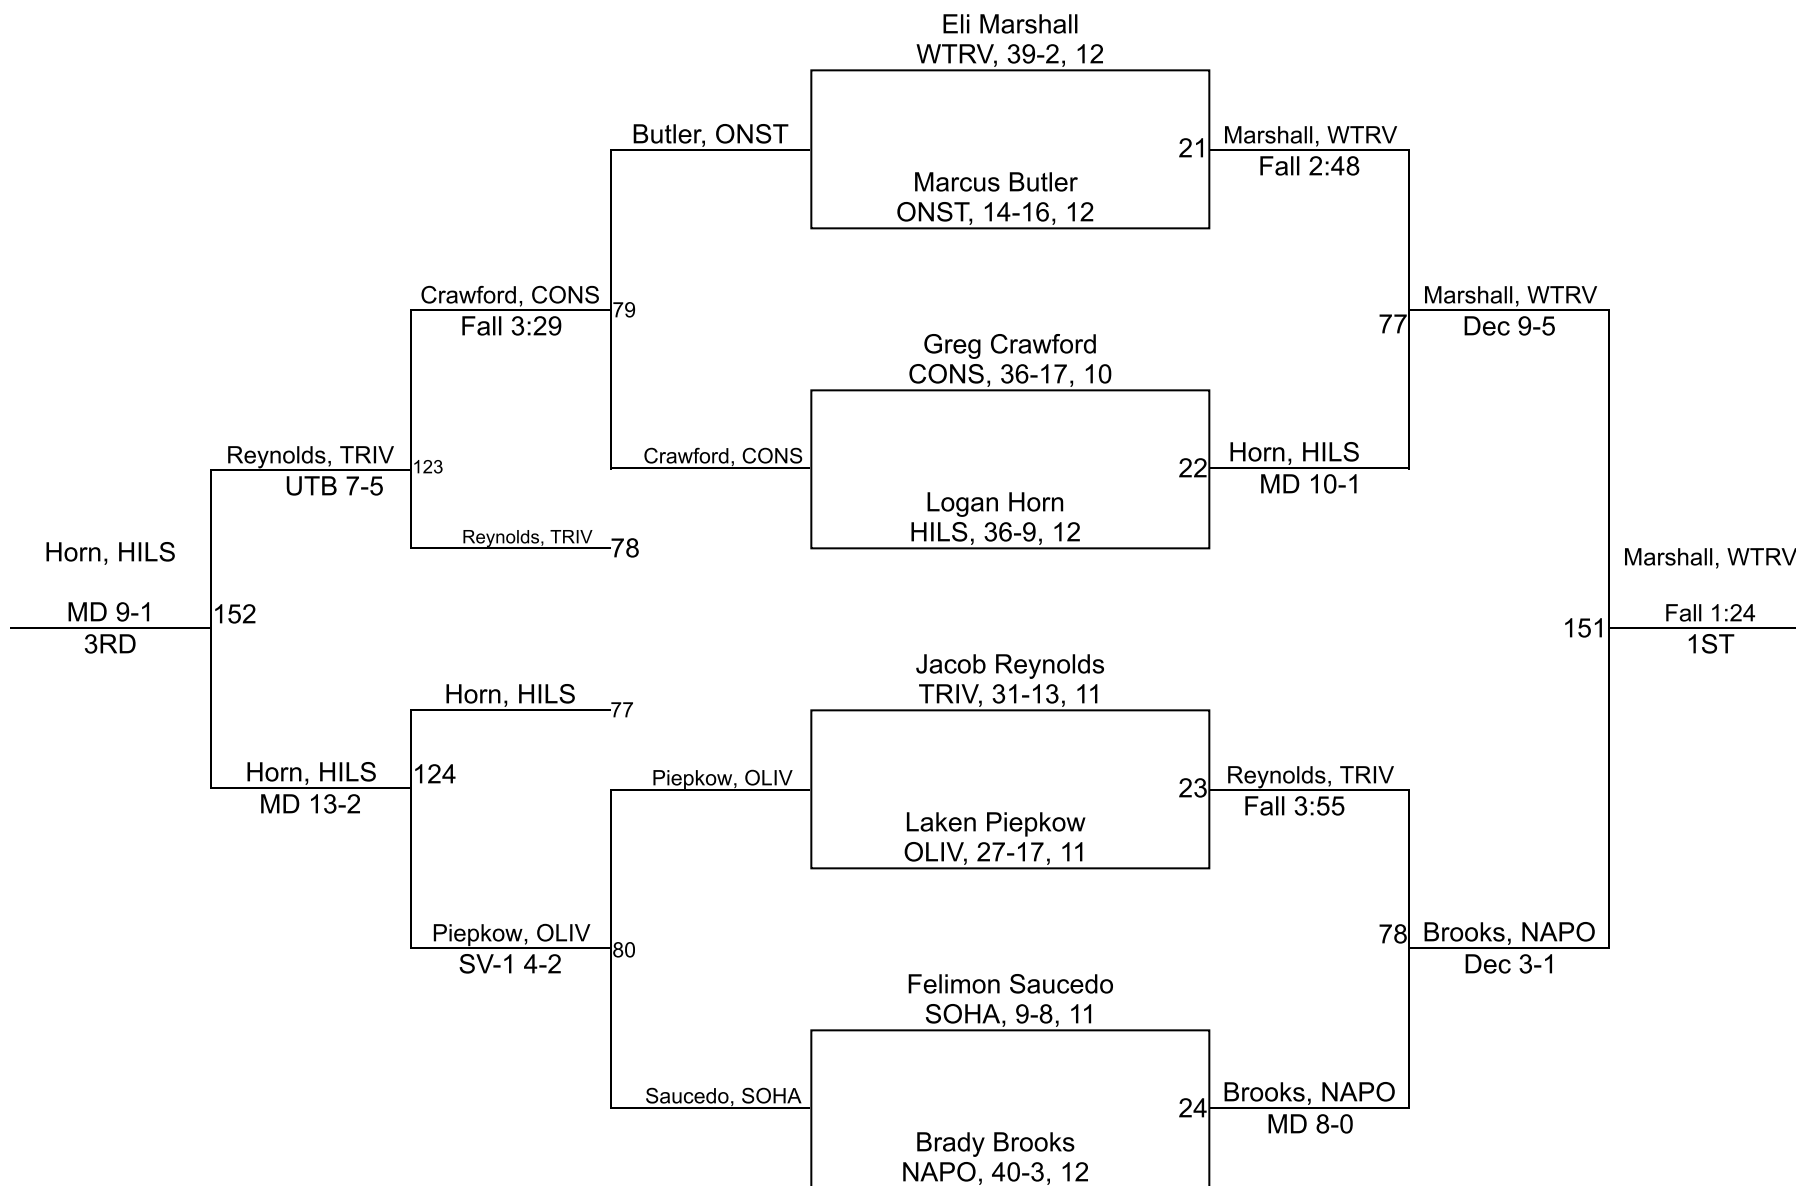 Eli Marshall
WTRV, 39-2, 12
Butler, ONST
21
Marshall, WTRV
Fall 2:48
Marcus Butler
ONST, 14-16, 12
Crawford, CONS
79
Fall 3:29
77
Marshall, WTRV
Dec 9-5
Greg Crawford
CONS, 36-17, 10
Reynolds, TRIV
123
UTB 7-5
Crawford, CONS
22
Horn, HILS
MD 10-1
Logan Horn
HILS, 36-9, 12
Reynolds, TRIV
78
Horn, HILS
MD 9-1
3RD
152
Marshall, WTRV
151
Fall 1:24
1ST
Jacob Reynolds
TRIV, 31-13, 11
Horn, HILS
77
Horn, HILS
124
MD 13-2
Piepkow, OLIV
23
Reynolds, TRIV
Fall 3:55
Laken Piepkow
OLIV, 27-17, 11
Piepkow, OLIV
80
SV-1 4-2
78
Brooks, NAPO
Dec 3-1
Felimon Saucedo
SOHA, 9-8, 11
Saucedo, SOHA
24
Brooks, NAPO
MD 8-0
Brady Brooks
NAPO, 40-3, 12